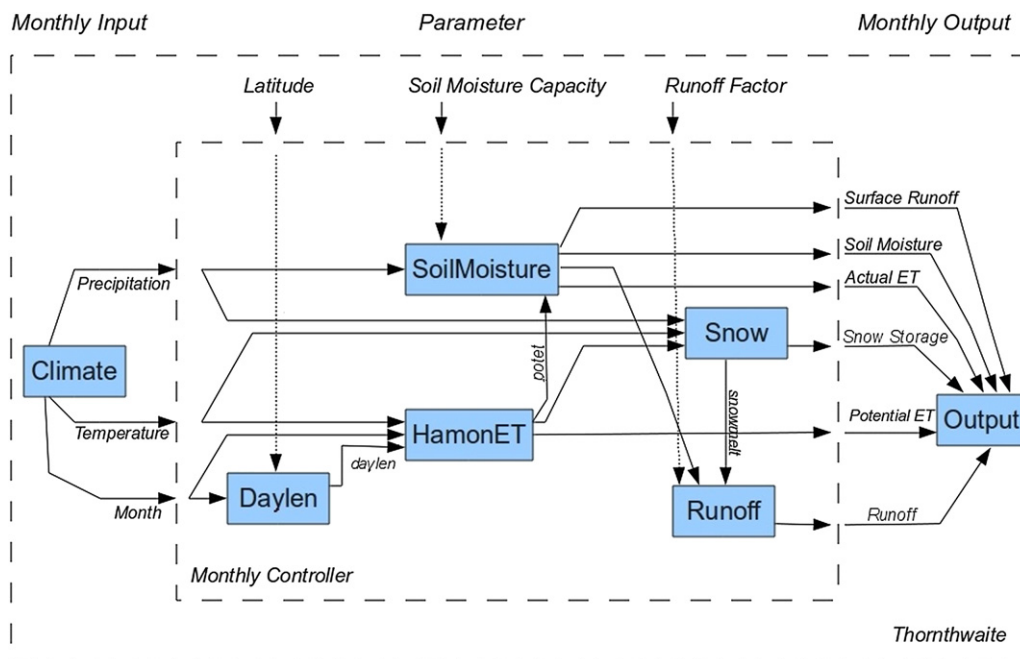 Monthly Input
Parameter
Monthly Output
Latitude
Soil Moisture Capacity
Runoff Factor
Surface Runoff
Soil Moisture
Actual ET
Snow Storage
Potential ET
Runoff
Precipitation
Climate
Temperature
Month
SoilMoisture
Snow
potet
HamonET
snowmelt
daylen
Daylen
Runoff
Output
Monthly Controller
Thornthwaite